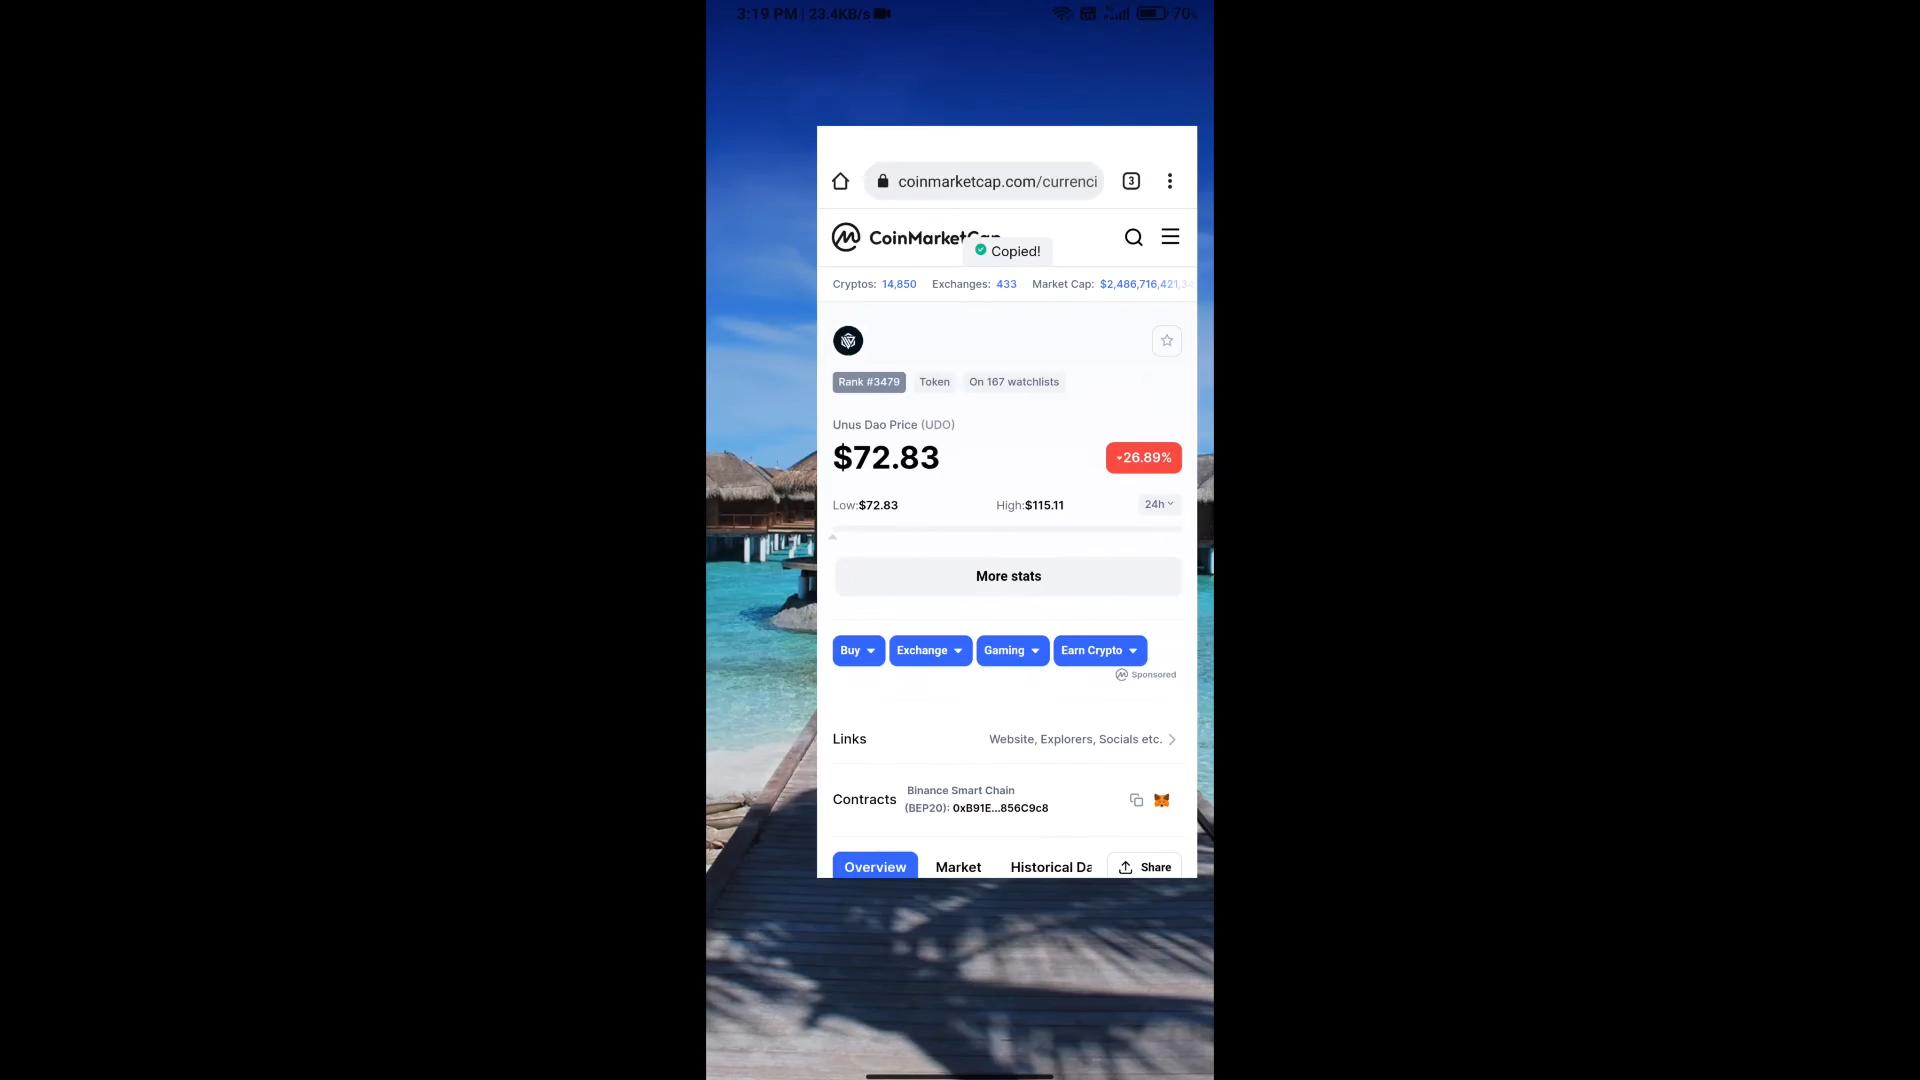 3:19 PM | 23.4KB/s
70%
coinmarketcap.com/currenci
3
CoinMarketCap
Copied!
Cryptos: 14,850 Exchanges: 433 Market Cap: $2,486,716,421,34
Rank #3479 Token On 167 watchlists
Unus Dao Price (UDO)
$72.83
26.89%
Low:$72.83 High:$115.11 24h
More stats
Buy Exchange Gaming Earn Crypto
Sponsored
Links Website, Explorers, Socials etc.
Contracts Binance Smart Chain
(BEP20): 0xB91E...856C9c8
Overview Market Historical Da Share